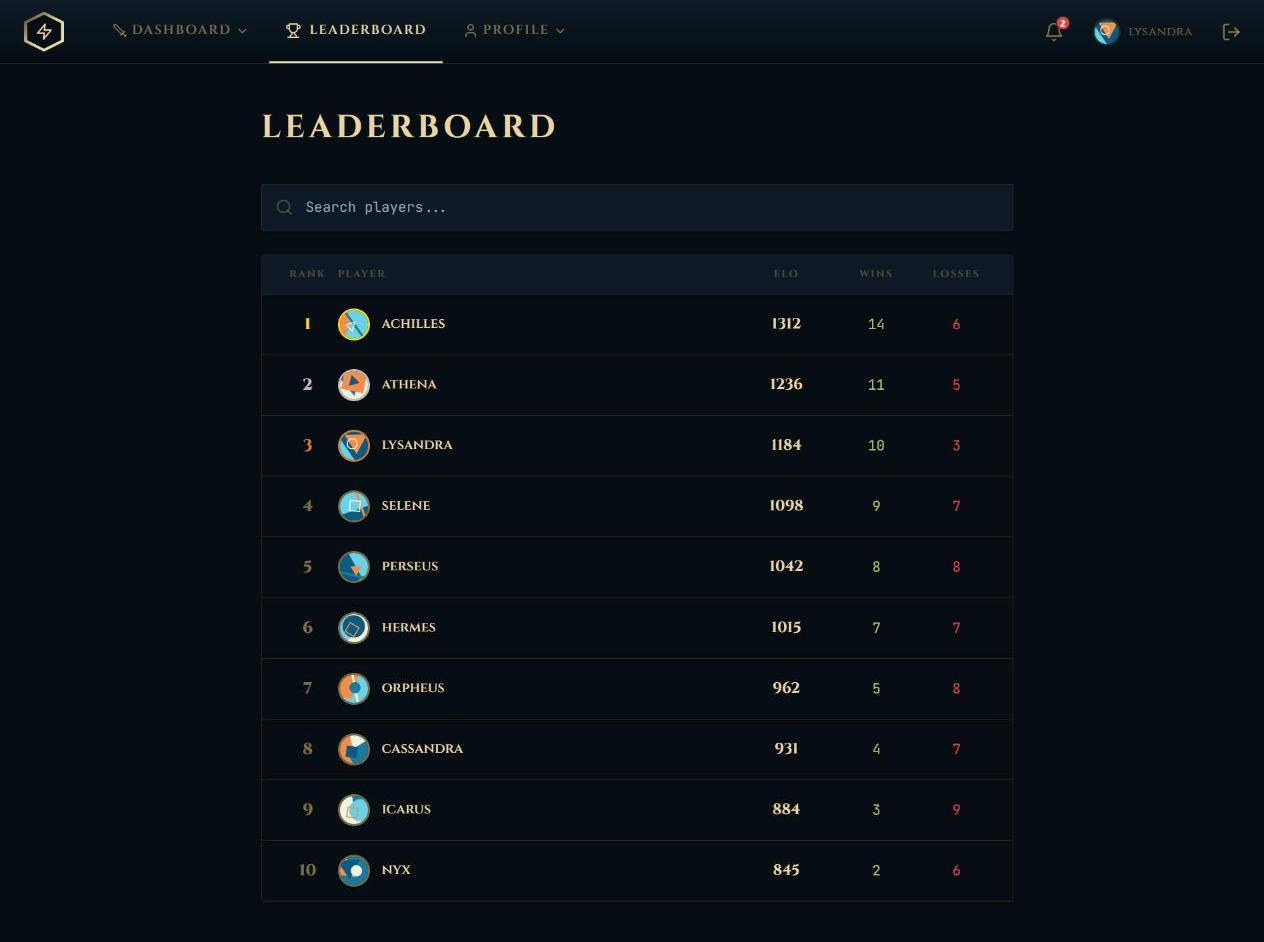 DASHBOARD LEADERBOARD PROFILE 2 LYSANDRA
LEADERBOARD
Search players...
RANK PLAYER ELO WINS LOSSES
1 ACHILLES 1312 14 6
2 ATHENA 1236 11 5
3 LYSANDRA 1184 10 3
4 SELENE 1098 9 7
5 PERSEUS 1042 8 8
6 HERMES 1015 7 7
7 ORPHEUS 962 5 8
8 CASSANDRA 931 4 7
9 ICARUS 884 3 9
10 NYX 845 2 6